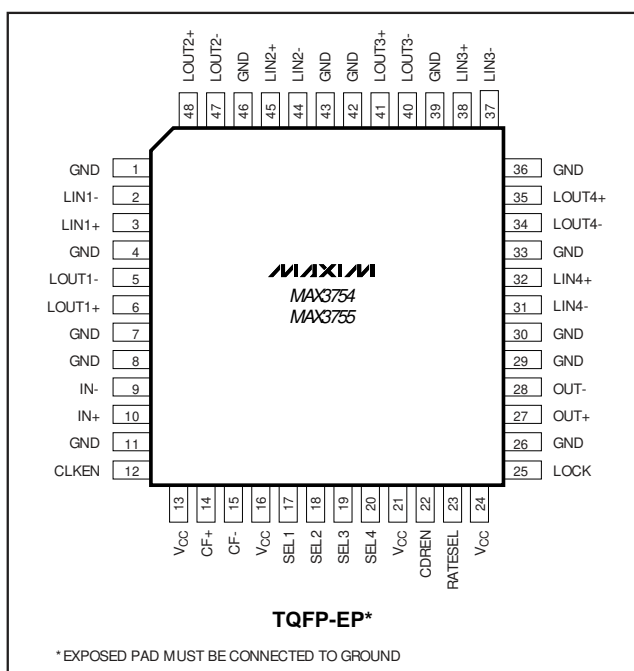 LOUT2+ LOUT2- GND LIN2+ LIN2- GND GND LOUT3+ LOUT3- GND LIN3+ LIN3-
48 47 46 45 44 43 42 41 40 39 38 37
GND 1 36 GND
LIN1- 2 35 LOUT4+
LIN1+ 3 34 LOUT4-
GND 4 33 GND
LOUT1- 5 32 LIN4+
LOUT1+ 6 31 LIN4-
GND 7 30 GND
GND 8 29 GND
IN- 9 28 OUT-
IN+ 10 27 OUT+
GND 11 26 GND
CLKEN 12 25 LOCK
MAXIM
MAX3754
MAX3755
13 14 15 16 17 18 19 20 21 22 23 24
VCC CF+ CF- VCC SEL1 SEL2 SEL3 SEL4 VCC CDREN RATESEL VCC
TQFP-EP*
*EXPOSED PAD MUST BE CONNECTED TO GROUND